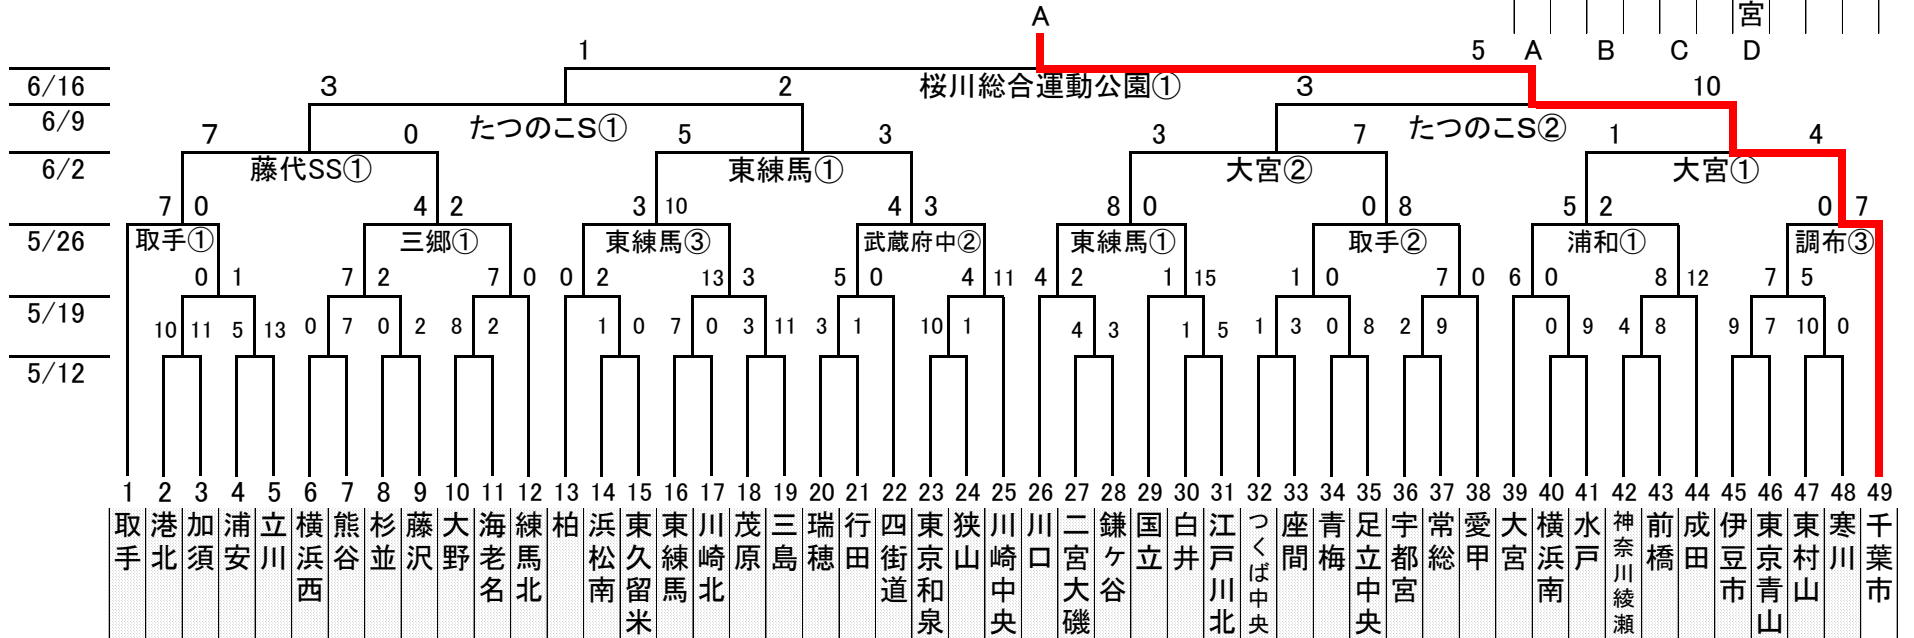 A
宮
1 5 A B C D
6/16 3 2 桜川総合運動公園① 3 10
6/9 7 0 たつのこS① 5 3 3 7 たつのこS② 1 4
6/2 藤代SS① 東練馬① 大宮② 大宮①
7 0 4 2 3 10 4 3 8 0 0 8 5 2 0 7
5/26 取手① 三郷① 東練馬③ 武蔵府中② 東練馬① 取手② 浦和① 調布③
0 1 7 2 7 0 0 2 13 3 5 0 4 11 4 2 1 15 1 0 7 0 6 0 8 12 7 5
5/19 10 11 5 13 0 7 0 2 8 2 1 0 7 0 3 11 3 1 10 1 4 3 1 5 1 3 0 8 2 9 0 9 4 8 9 7 10 0
5/12
1 2 3 4 5 6 7 8 9 10 11 12 13 14 15 16 17 18 19 20 21 22 23 24 25 26 27 28 29 30 31 32 33 34 35 36 37 38 39 40 41 42 43 44 45 46 47 48 49
取手
港北
加須
浦安
立川
横浜西
熊谷
杉並
藤沢
大野
海老名
練馬北
柏
浜松南
東久留米
東練馬
川崎北
茂原
三島
瑞穂
行田
四街道
東京和泉
狭山
川崎中央
川口
二宮大磯
鎌ヶ谷
国立
白井
江戸川北
つくば中央
座間
青梅
足立中央
宇都宮
常総
愛甲
大宮
横浜南
水戸
神奈川綾瀬
前橋
成田
伊豆市
東京青山
東村山
寒川
千葉市